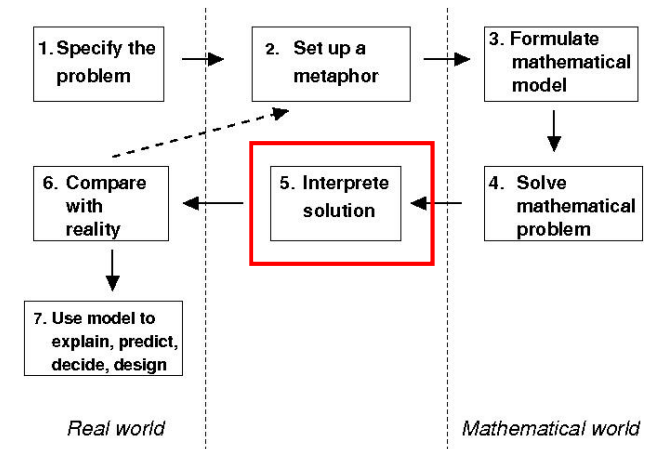 1. Specify the
problem
2. Set up a
metaphor
3. Formulate
mathematical
model
6. Compare
with
reality
5. Interprete
solution
4. Solve
mathematical
problem
7. Use model to
explain, predict,
decide, design
Real world
Mathematical world